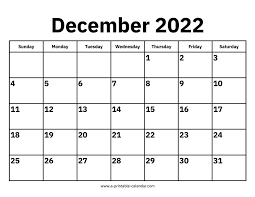 December 2022
Sunday Monday Tuesday Wednesday Thursday Friday Saturday
1 2 3
4 5 6 7 8 9 10
11 12 13 14 15 16 17
18 19 20 21 22 23 24
25 26 27 28 29 30 31
www.a-printable-calendar.com